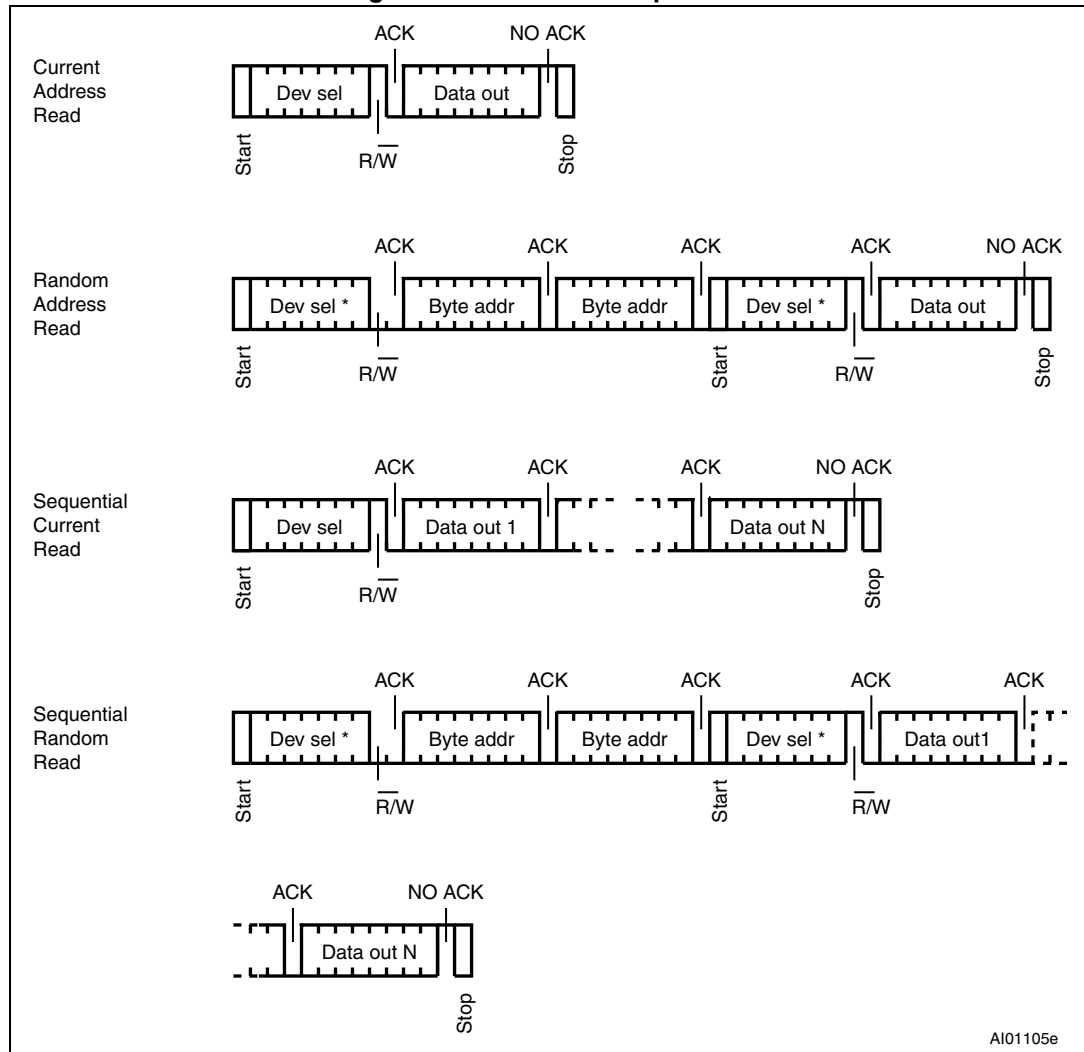 ACK NO ACK
Current
Address
Read
Dev sel Data out
Start R/W Stop
ACK ACK ACK ACK NO ACK
Random
Address
Read
Dev sel * Byte addr Byte addr Dev sel * Data out
Start R/W Start R/W Stop
ACK ACK ACK NO ACK
Sequential
Current
Read
Dev sel Data out 1 Data out N
Start R/W Stop
ACK ACK ACK ACK ACK
Sequential
Random
Read
Dev sel * Byte addr Byte addr Dev sel * Data out1
Start R/W Start R/W
ACK NO ACK
Data out N
Stop
AI01105e